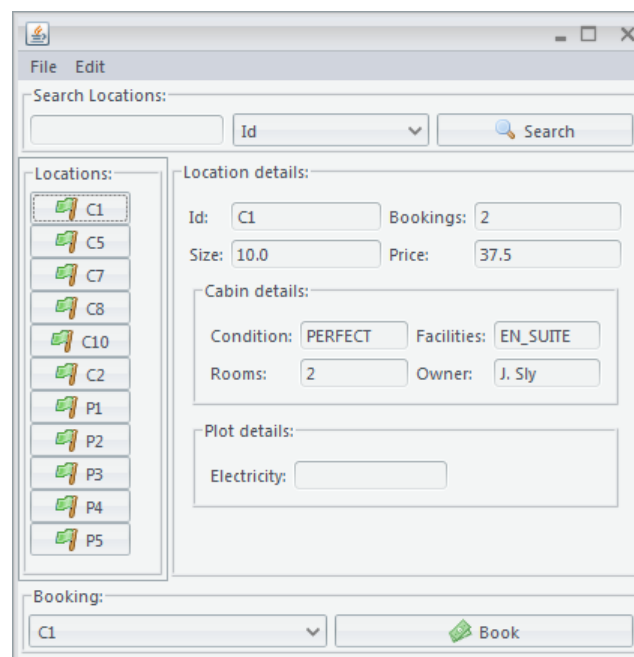 File Edit
Search Locations:
Id Search
Locations:
C1
C5
C7
C8
C10
C2
P1
P2
P3
P4
P5
Location details:
Id: C1 Bookings: 2
Size: 10.0 Price: 37.5
Cabin details:
Condition: PERFECT Facilities: EN_SUITE
Rooms: 2 Owner: J. Sly
Plot details:
Electricity:
Booking:
C1 Book